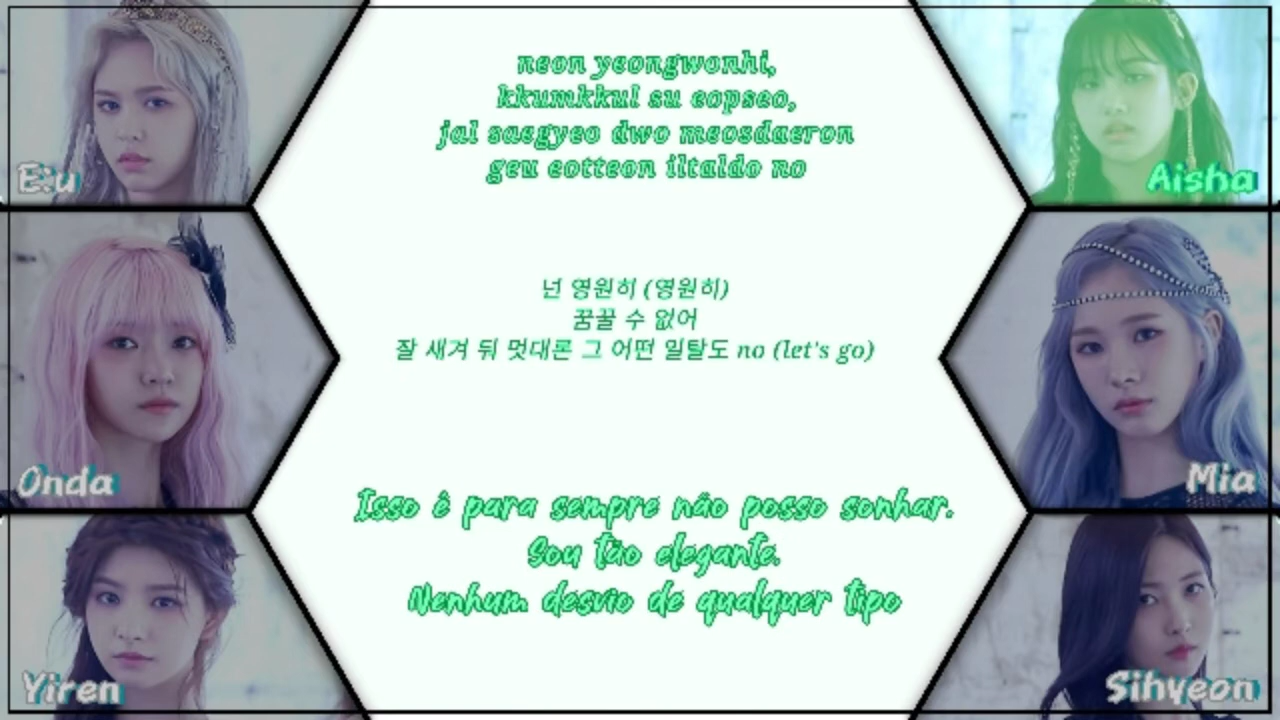 neon yeongwonhi,
kkumkkul su eopseo,
jal saegyeo dwo meosdaeron
geu eotteon iltaldo no
넌 영원히 (영원히)
꿈꿀 수 없어
잘 새겨 둬 멋대론 그 어떤 일탈도 no (let's go)
Isso é para sempre não posso sonhar.
Sou tão elegante.
Nenhum desvio de qualquer tipo
E:u
Aisha
Onda
Mia
Yiren
Sihyeon